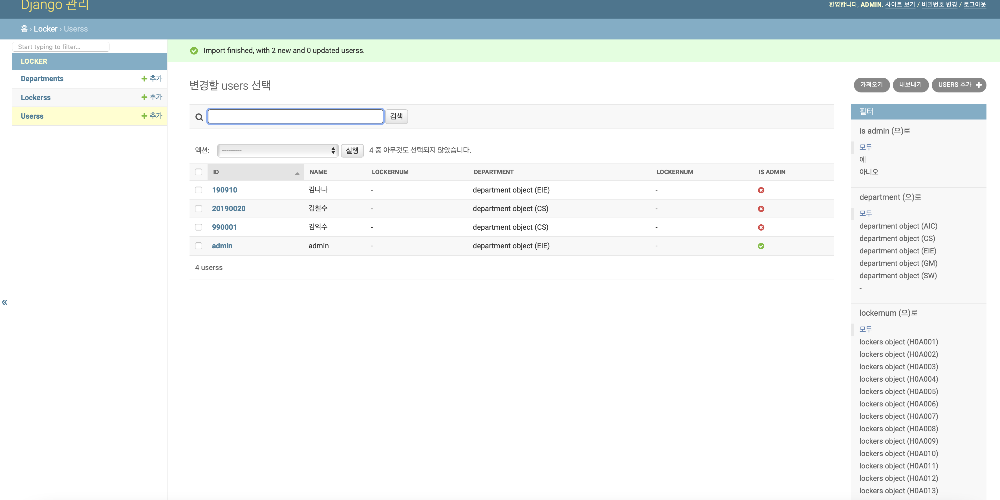 Django 관리
환영합니다, ADMIN. 사이트 보기 / 비밀번호 변경 / 로그아웃
홈 › Locker › Userss
Start typing to filter...
LOCKER
Departments + 추가
Lockerss + 추가
Userss + 추가
«
Import finished, with 2 new and 0 updated userss.
변경할 users 선택
가져오기 내보내기 USERS 추가 +
검색
액션: --------- 실행 4 중 아무것도 선택되지 않았습니다.
ID NAME LOCKERNUM DEPARTMENT LOCKERNUM IS ADMIN
190910 김나나 - department object (EIE) -
20190020 김철수 - department object (CS) -
990001 김익수 - department object (CS) -
admin admin - department object (EIE) -
4 userss
필터
is admin (으)로
모두
예
아니오
department (으)로
모두
department object (AIC)
department object (CS)
department object (EIE)
department object (GM)
department object (SW)
-
lockernum (으)로
모두
lockers object (H0A001)
lockers object (H0A002)
lockers object (H0A003)
lockers object (H0A004)
lockers object (H0A005)
lockers object (H0A006)
lockers object (H0A007)
lockers object (H0A008)
lockers object (H0A009)
lockers object (H0A010)
lockers object (H0A011)
lockers object (H0A012)
lockers object (H0A013)